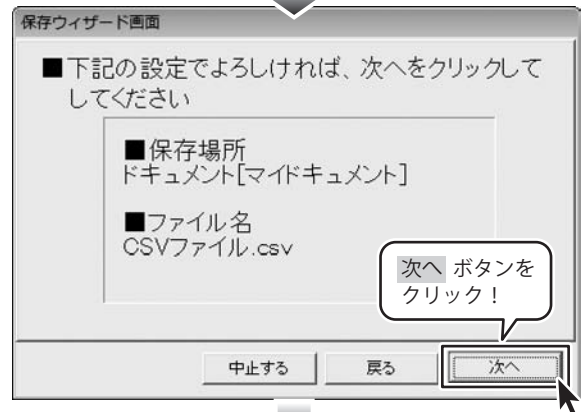 保存ウィザード画面
■下記の設定でよろしければ、次へをクリックして
してください
■保存場所
ドキュメント[マイドキュメント]
■ファイル名
CSVファイル.csv
次へ ボタンを
クリック！
中止する
戻る
次へ